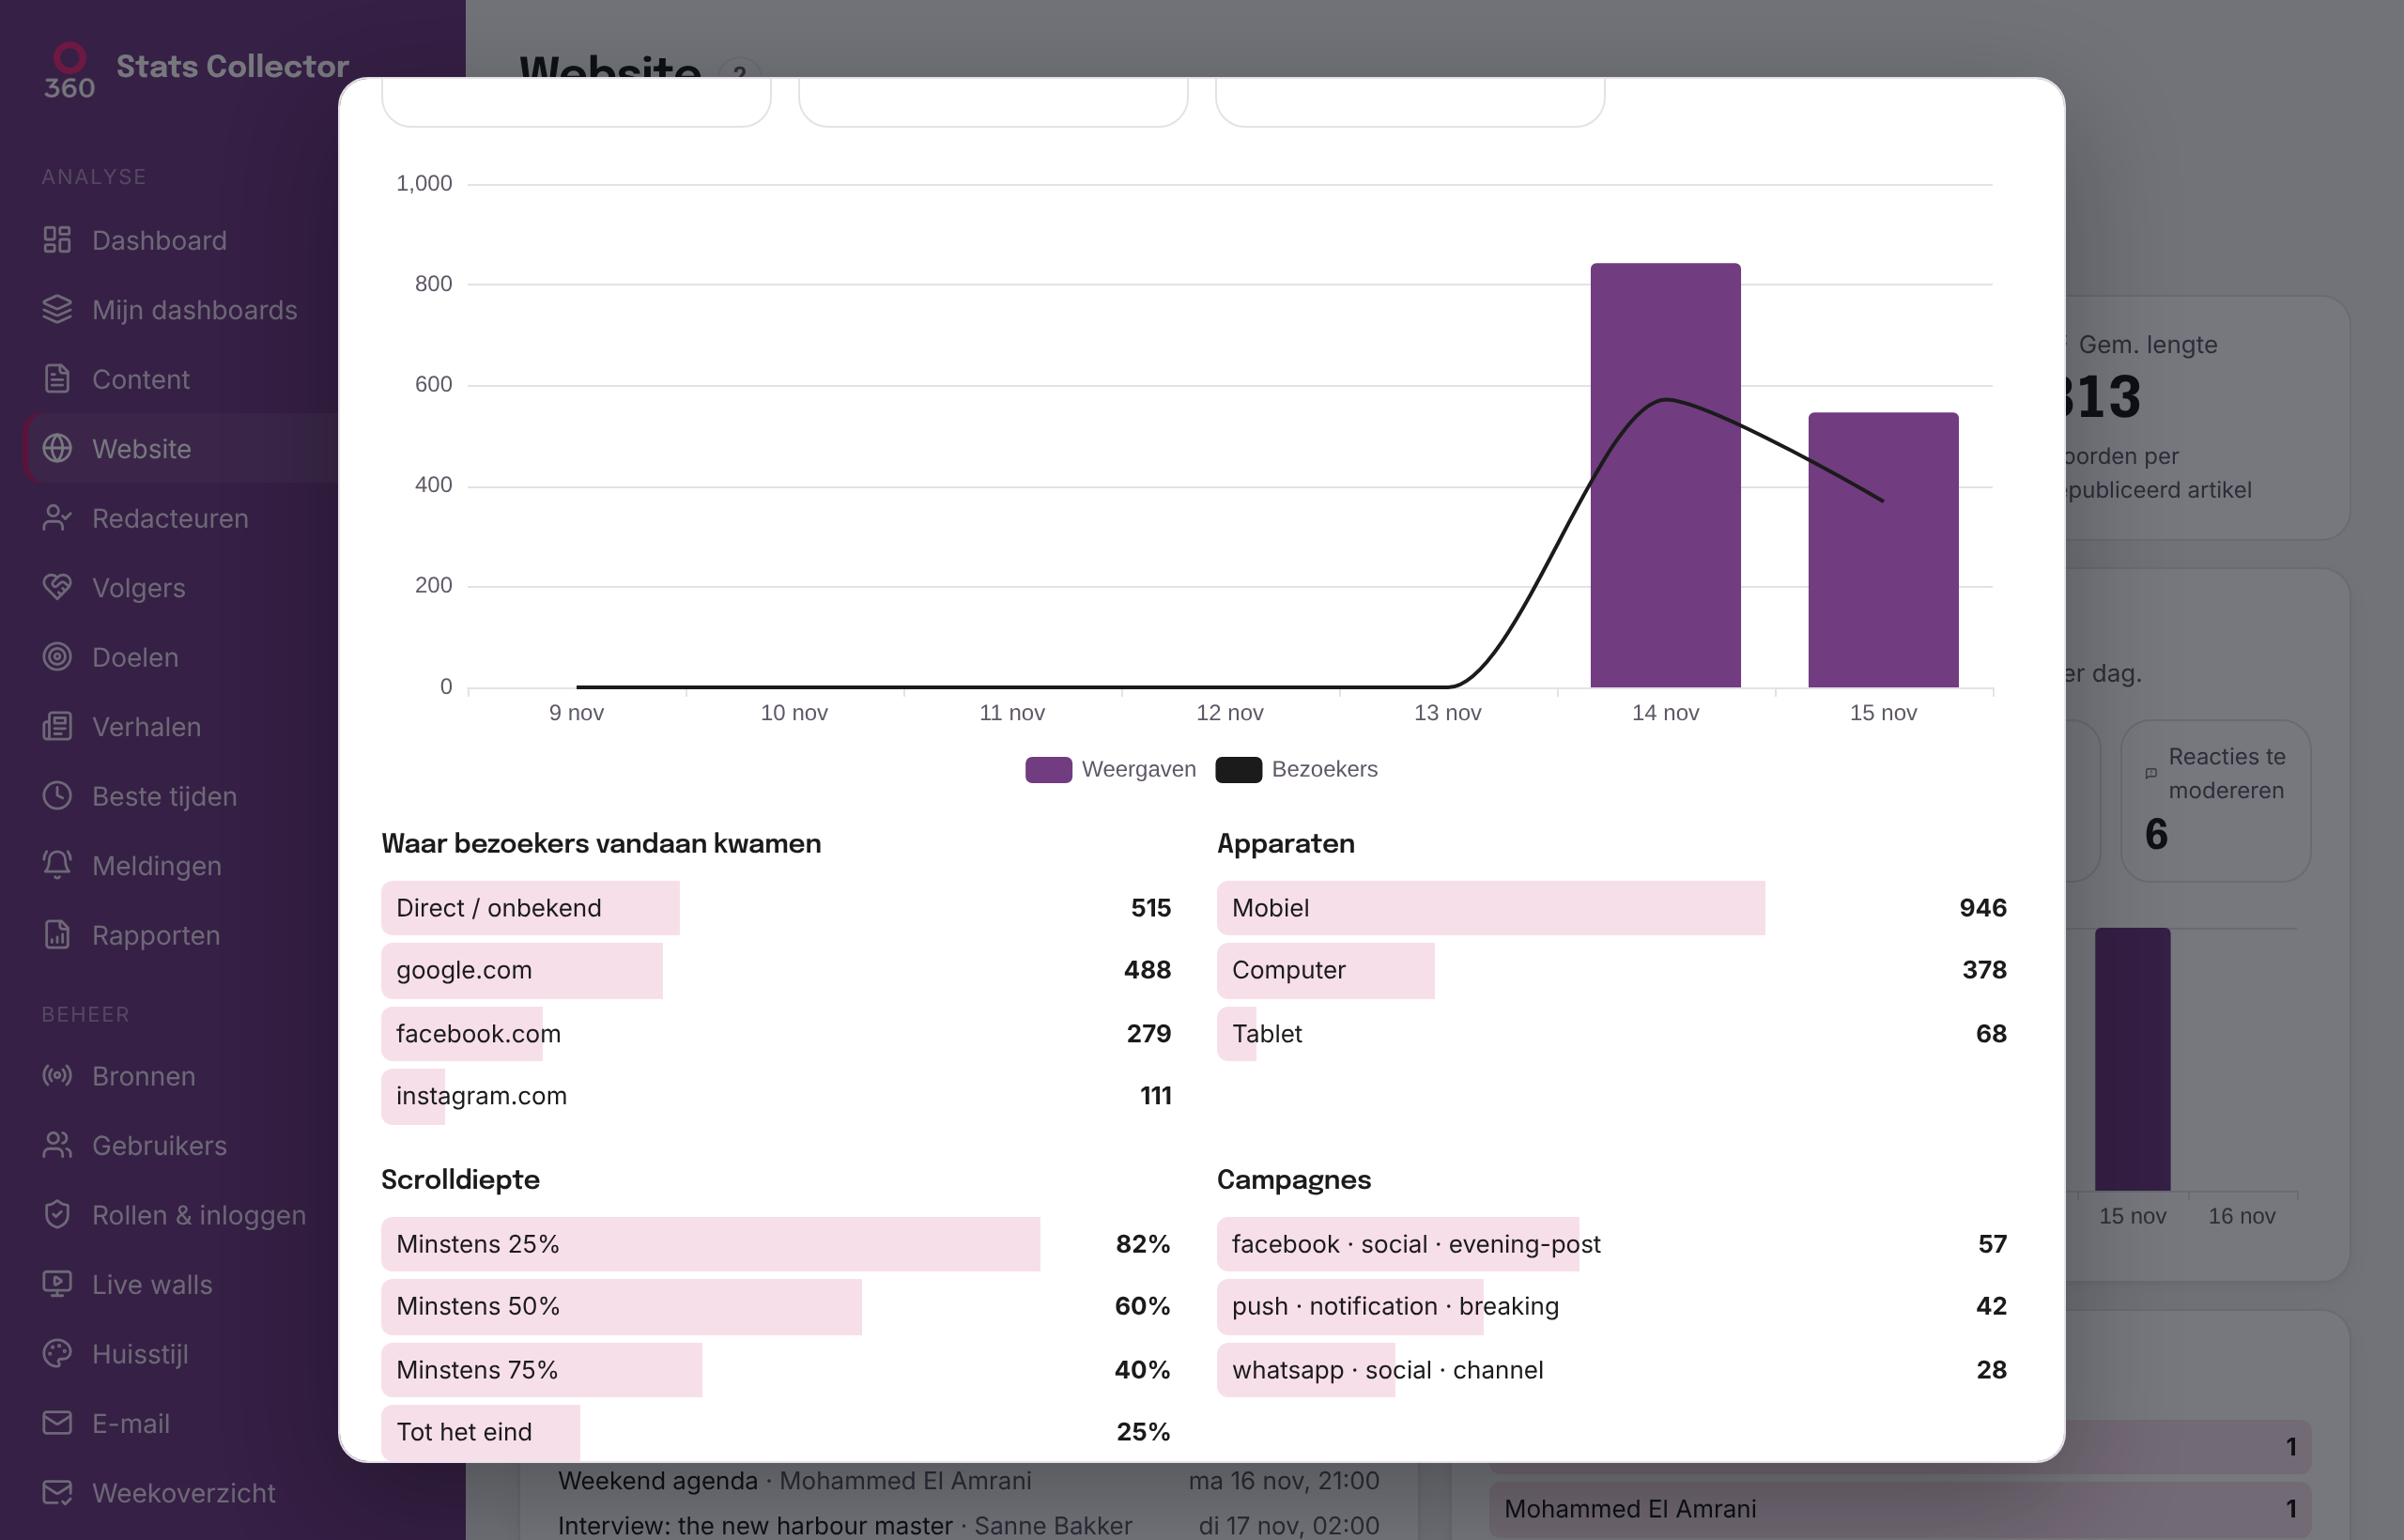 360
Stats Collector
ANALYSE
Dashboard
Mijn dashboards
Content
Website
Redacteuren
Volgers
Doelen
Verhalen
Beste tijden
Meldingen
Rapporten
BEHEER
Bronnen
Gebruikers
Rollen & inloggen
Live walls
Huisstijl
E-mail
Weekoverzicht
Website 2
1,000
800
600
400
200
0
9 nov
10 nov
11 nov
12 nov
13 nov
14 nov
15 nov
Weergaven
Bezoekers
Waar bezoekers vandaan kwamen
Direct / onbekend 515
google.com 488
facebook.com 279
instagram.com 111
Apparaten
Mobiel 946
Computer 378
Tablet 68
Scrolldiepte
Minstens 25% 82%
Minstens 50% 60%
Minstens 75% 40%
Tot het eind 25%
Campagnes
facebook · social · evening-post 57
push · notification · breaking 42
whatsapp · social · channel 28
Gem. lengte
per
artikel
dag.
Reacties te
modereren
6
15 nov
16 nov
1
Mohammed El Amrani 1
Weekend agenda · Mohammed El Amrani ma 16 nov, 21:00
Interview: the new harbour master · Sanne Bakker di 17 nov, 02:00